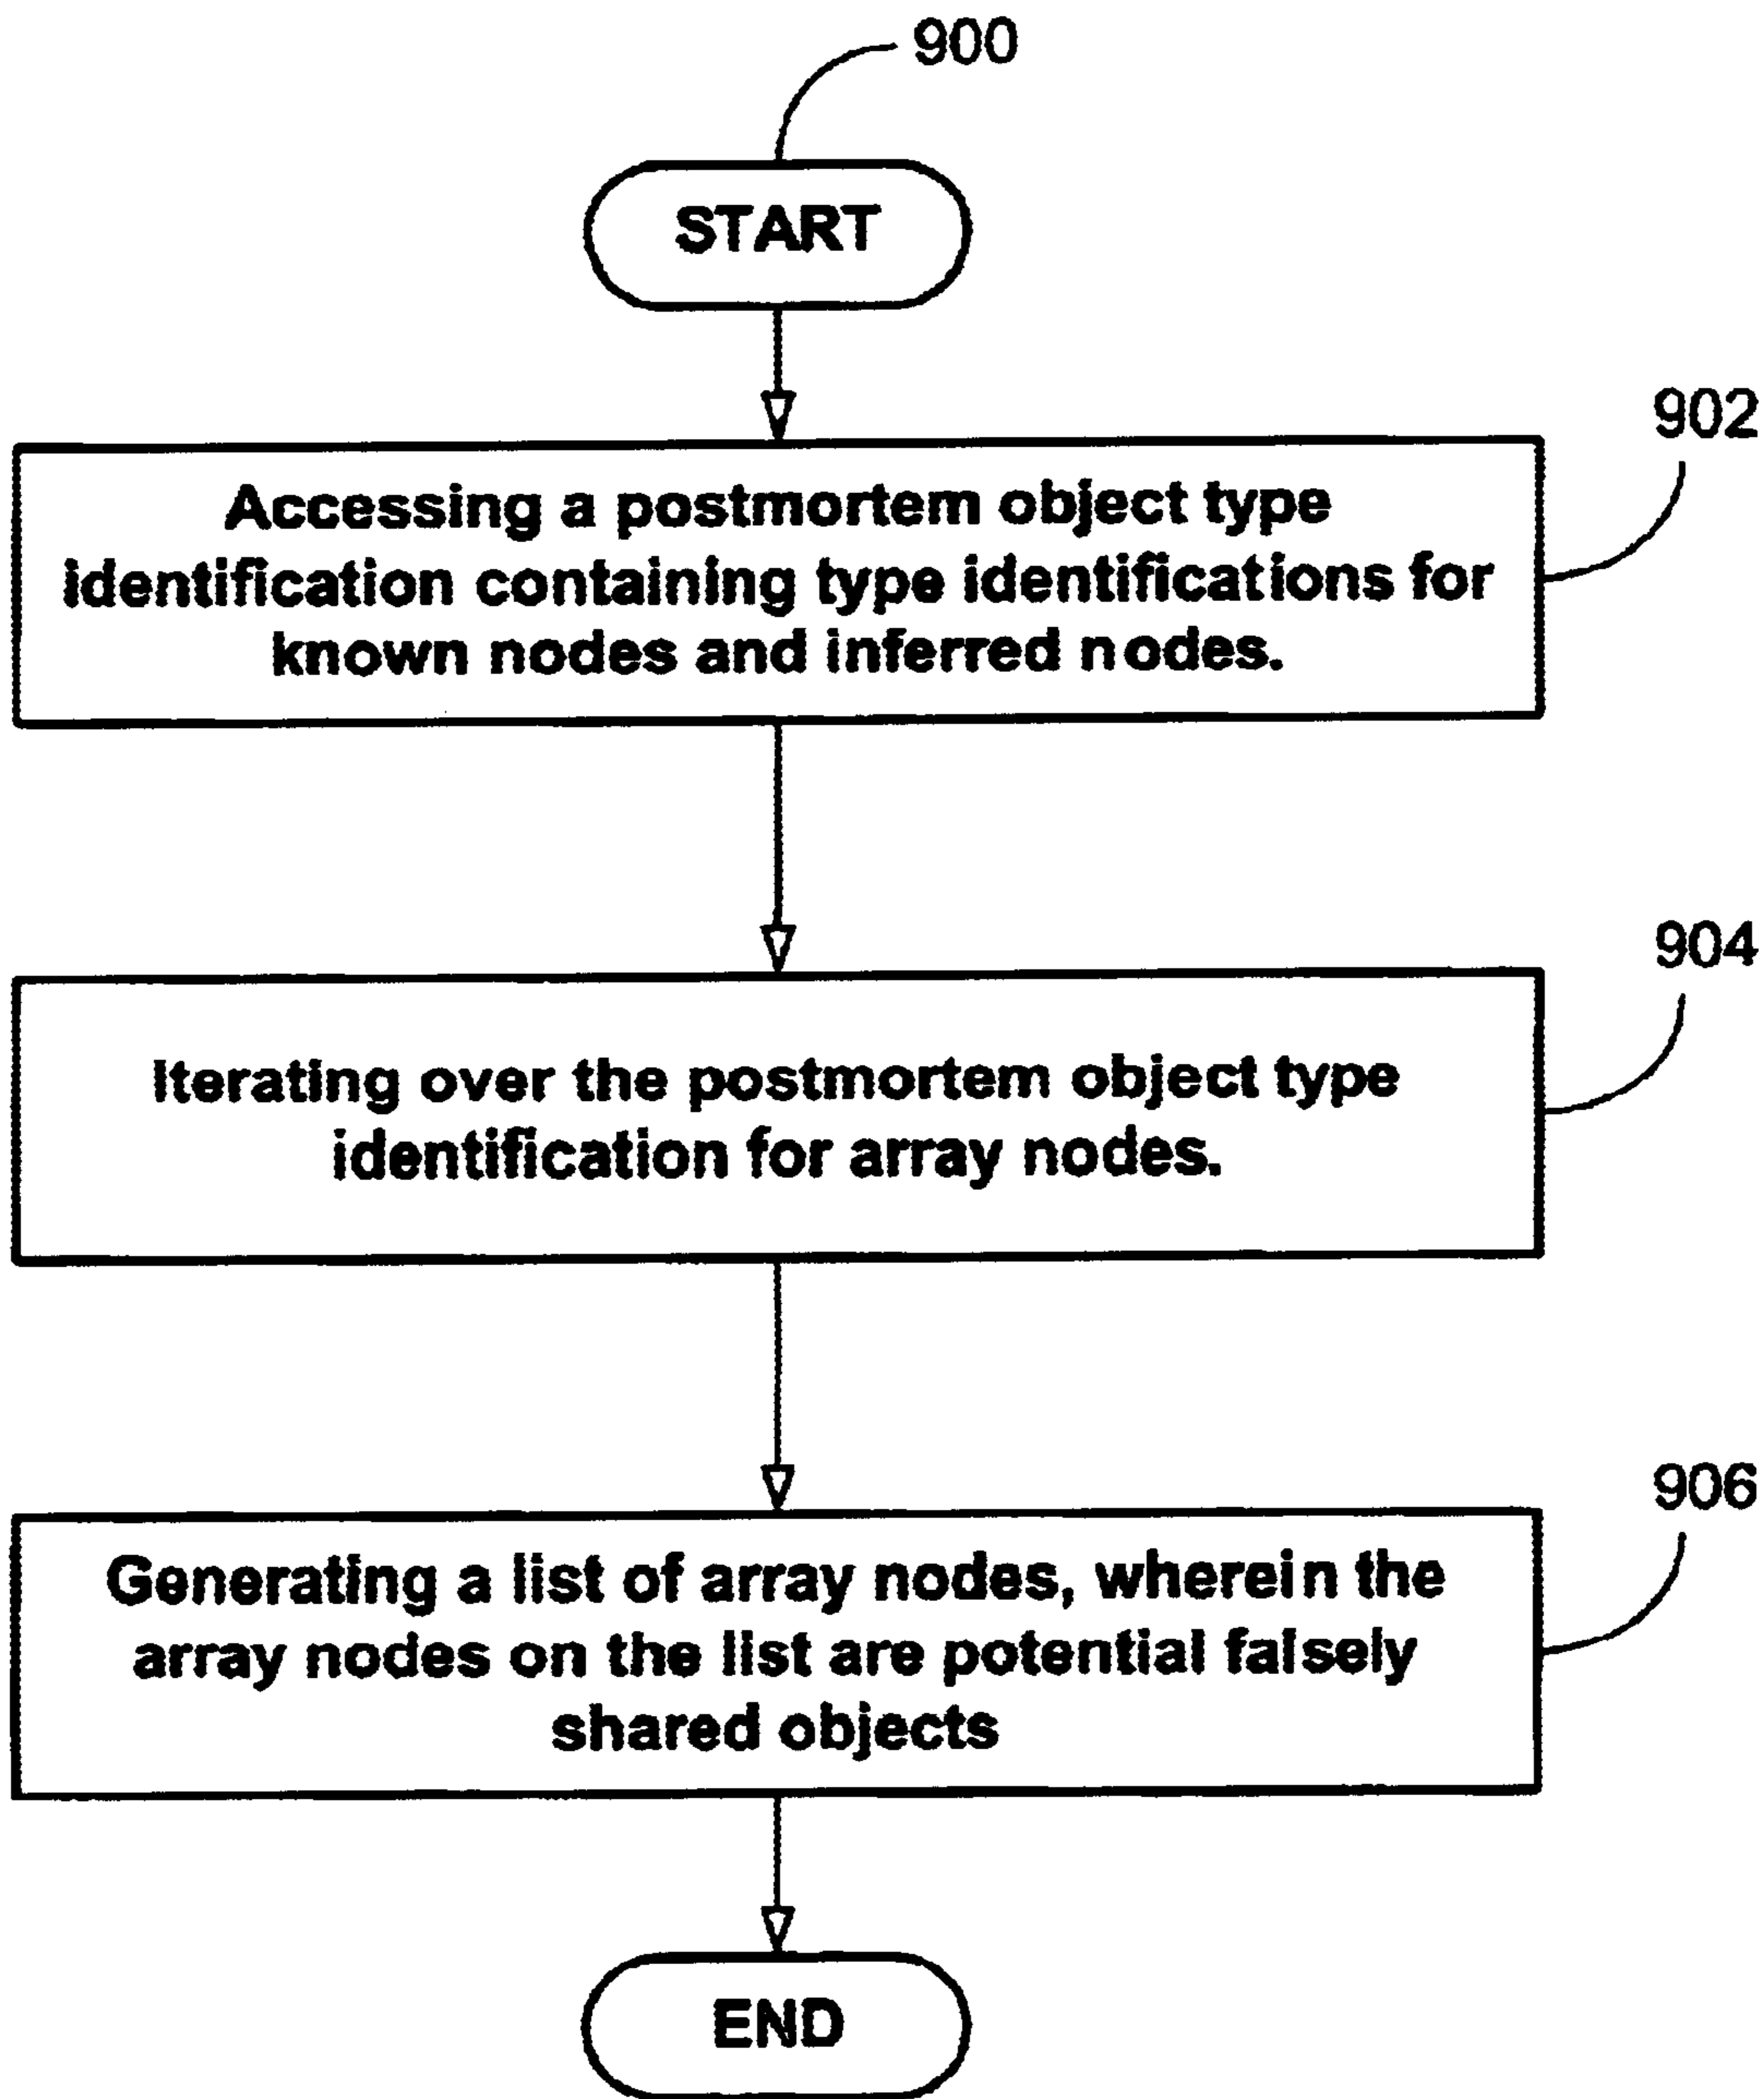 900
START
902
Accessing a postmortem object type
identification containing type identifications for
known nodes and inferred nodes.
904
Iterating over the postmortem object type
identification for array nodes.
906
Generating a list of array nodes, wherein the
array nodes on the list are potential falsely
shared objects
END